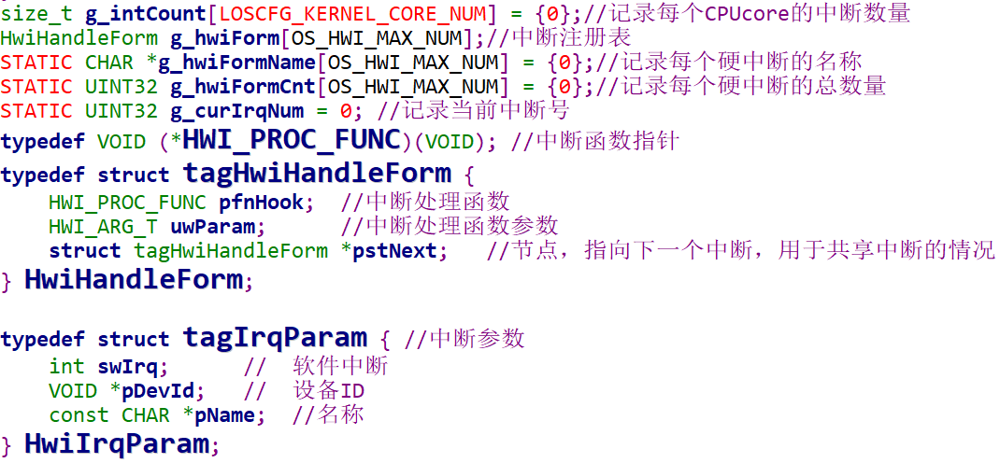 size_t g_intCount[LOSCFG_KERNEL_CORE_NUM] = {0};//记录每个CPUcore的中断数量
HwiHandleForm g_hwiForm[OS_HWI_MAX_NUM];//中断注册表
STATIC CHAR *g_hwiFormName[OS_HWI_MAX_NUM] = {0};//记录每个硬中断的名称
STATIC UINT32 g_hwiFormCnt[OS_HWI_MAX_NUM] = {0};//记录每个硬中断的总数量
STATIC UINT32 g_curIrqNum = 0; //记录当前中断号
typedef VOID (*HWI_PROC_FUNC)(VOID); //中断函数指针
typedef struct tagHwiHandleForm {
    HWI_PROC_FUNC pfnHook;  //中断处理函数
    HWI_ARG_T uwParam;      //中断处理函数参数
    struct tagHwiHandleForm *pstNext;   //节点，指向下一个中断，用于共享中断的情况
} HwiHandleForm;
typedef struct tagIrqParam { //中断参数
    int swIrq;      //  软件中断
    VOID *pDevId;   //  设备ID
    const CHAR *pName;  //名称
} HwiIrqParam;